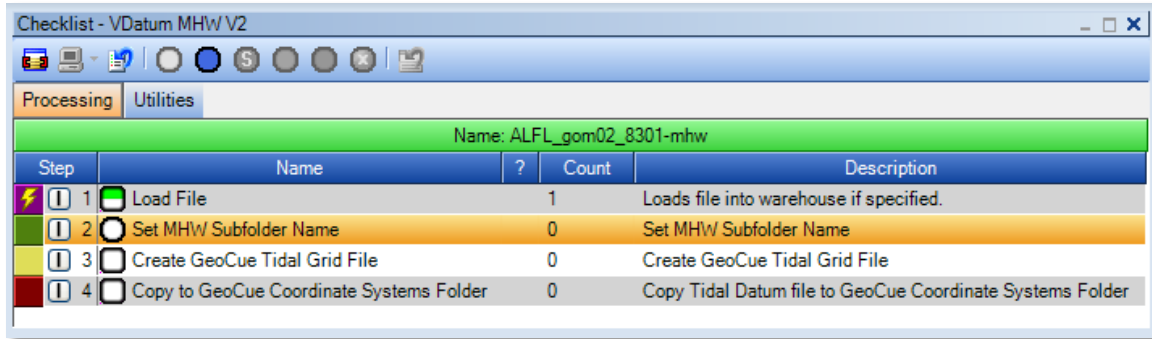 Checklist - VDatum MHW V2
S
Processing Utilities
Name: ALFL_gom02_8301-mhw
Step Name ? Count Description
1 Load File 1 Loads file into warehouse if specified.
2 Set MHW Subfolder Name 0 Set MHW Subfolder Name
3 Create GeoCue Tidal Grid File 0 Create GeoCue Tidal Grid File
4 Copy to GeoCue Coordinate Systems Folder 0 Copy Tidal Datum file to GeoCue Coordinate Systems Folder